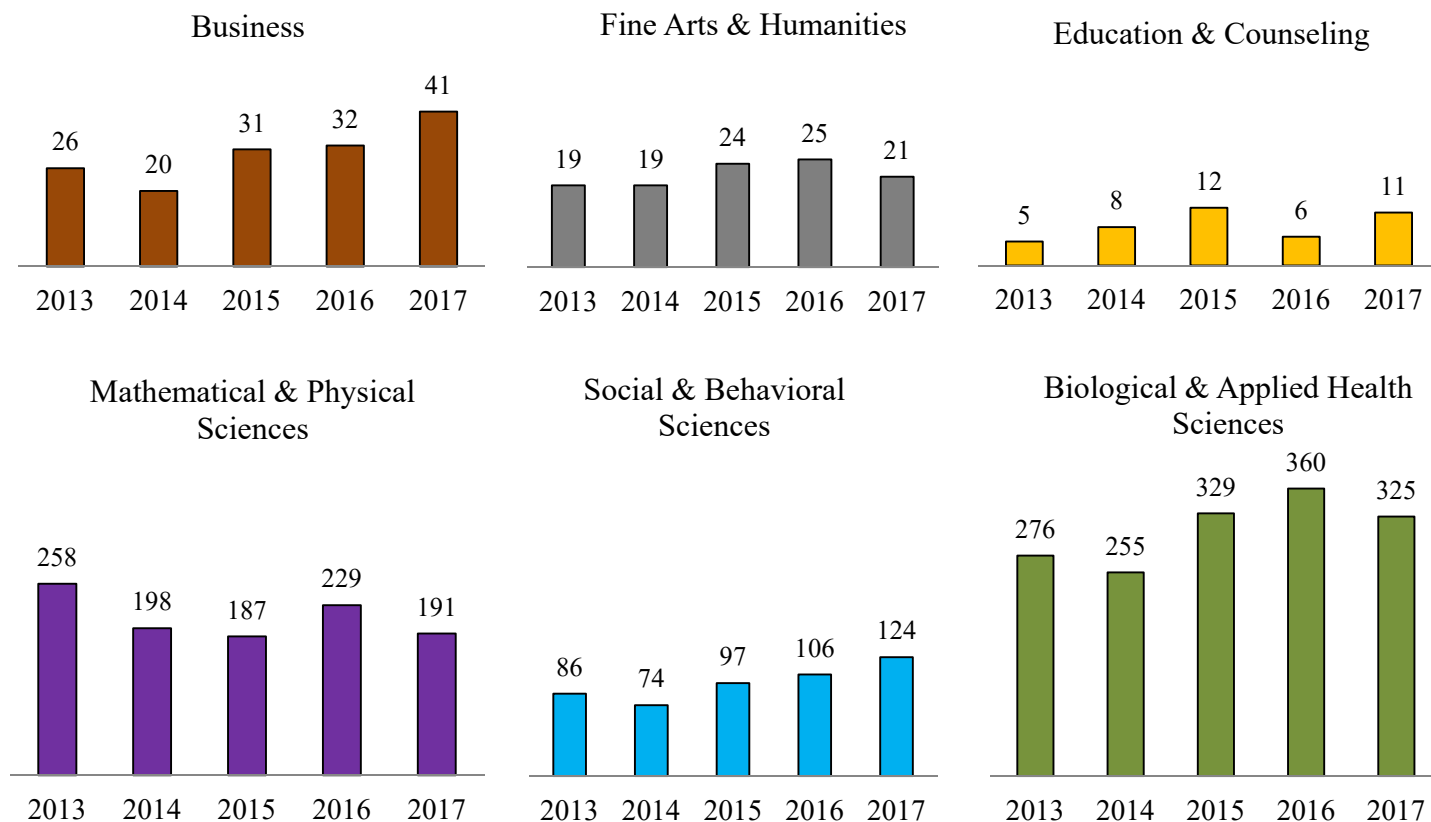 Business
41
31
32
26
20
2013 2014 2015 2016 2017
Fine Arts & Humanities
24
25
21
19
19
2013 2014 2015 2016 2017
Education & Counseling
12
11
8
6
5
2013 2014 2015 2016 2017
Mathematical & Physical
Sciences
258
229
198
187
191
2013 2014 2015 2016 2017
Social & Behavioral
Sciences
124
106
97
86
74
2013 2014 2015 2016 2017
Biological & Applied Health
Sciences
360
329
325
276
255
2013 2014 2015 2016 2017